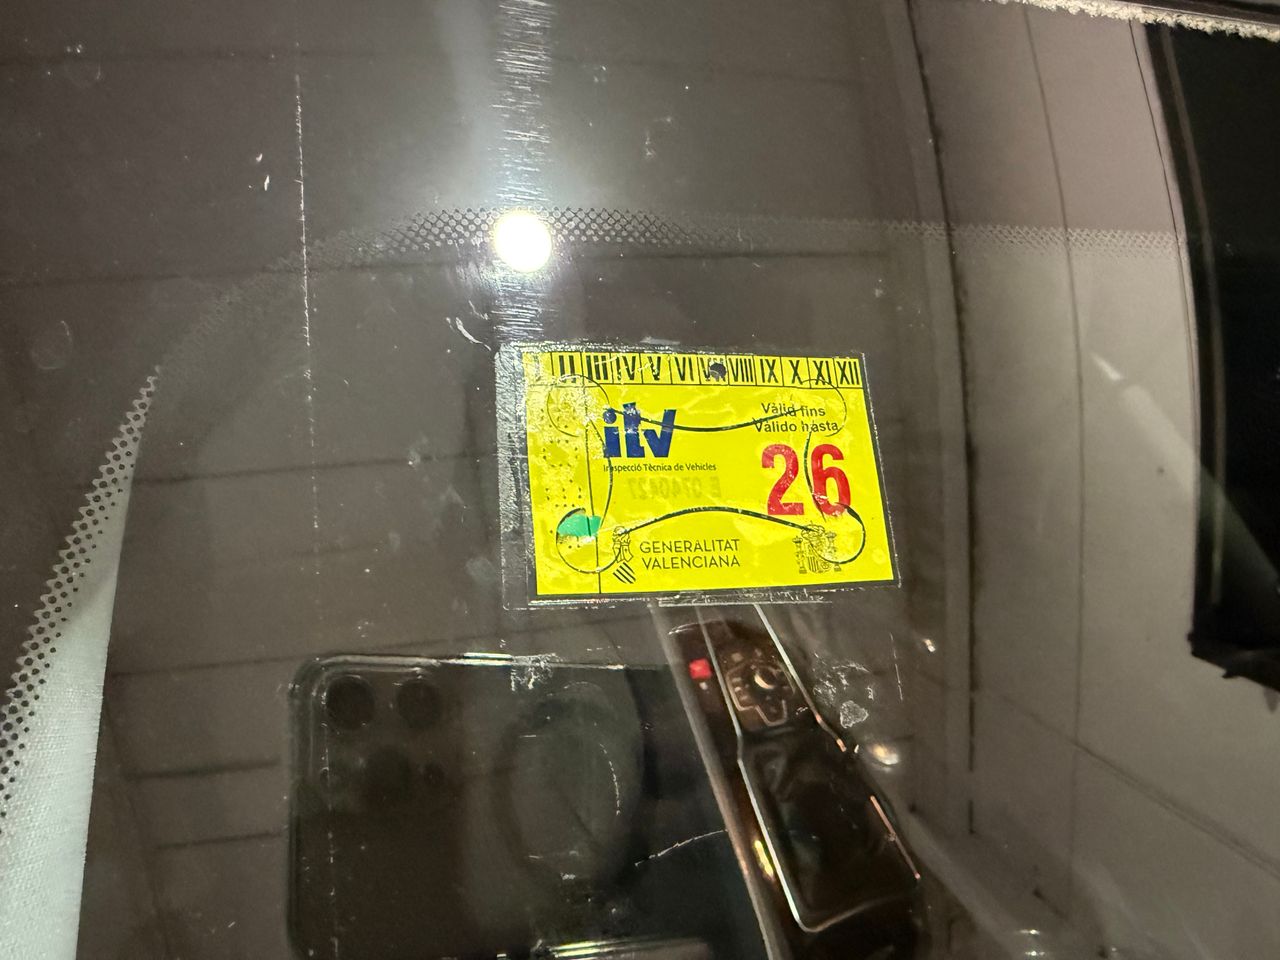 I II III IV V VI VII VIII IX X XI XII
itv
Vàlid fins
Válido hasta
Inspecció Tècnica de Vehicles
26
GENERALITAT
VALENCIANA